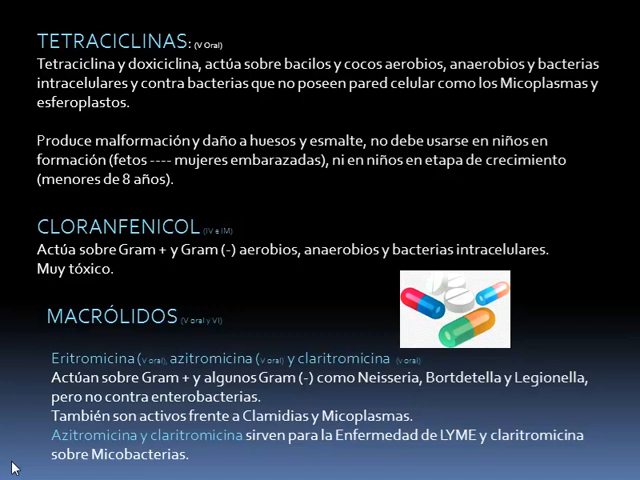 TETRACICLINAS: (V Oral)
Tetraciclina y doxiciclina, actúa sobre bacilos y cocos aerobios, anaerobios y bacterias
intracelulares y contra bacterias que no poseen pared celular como los Micoplasmas y
esferoplastos.
Produce malformación y daño a huesos y esmalte, no debe usarse en niños en
formación (fetos ---- mujeres embarazadas), ni en niños en etapa de crecimiento
(menores de 8 años).
CLORANFENICOL (IV e IM)
Actúa sobre Gram + y Gram (-) aerobios, anaerobios y bacterias intracelulares.
Muy tóxico.
MACRÓLIDOS (V oral y VI)
Eritromicina (V oral), azitromicina (V oral) y claritromicina (v oral)
Actúan sobre Gram + y algunos Gram (-) como Neisseria, Bortdetella y Legionella,
pero no contra enterobacterias.
También son activos frente a Clamidias y Micoplasmas.
Azitromicina y claritromicina sirven para la Enfermedad de LYME y claritromicina
sobre Micobacterias.